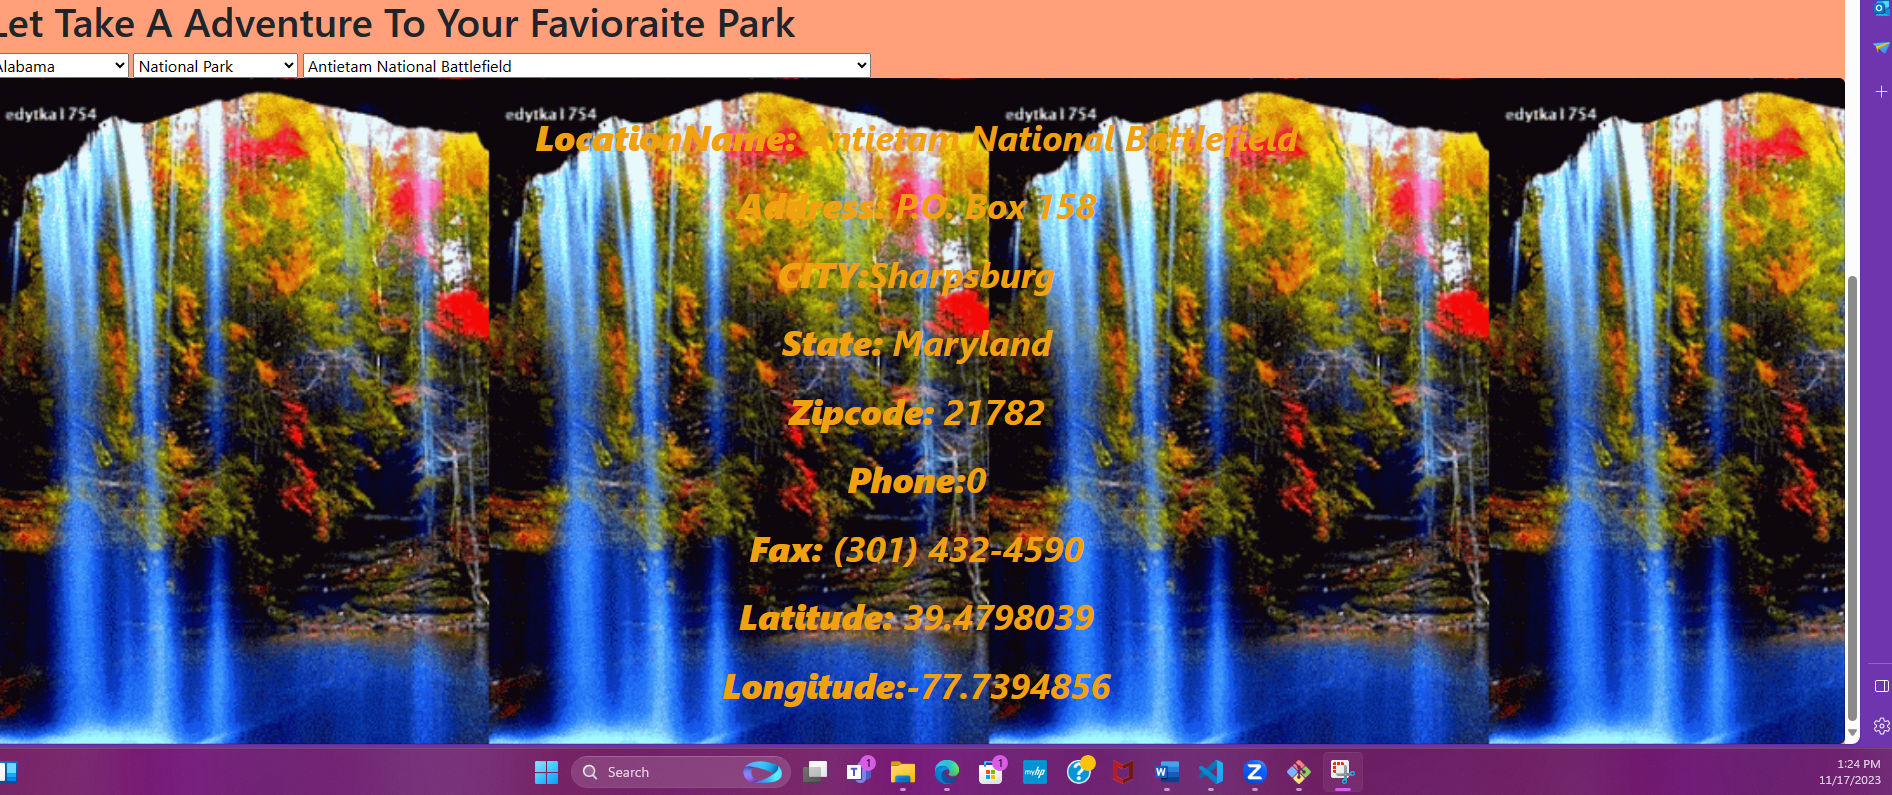 Let Take A Adventure To Your Favioraite Park
Alabama National Park Antietam National Battlefield
edytka1754 edytka1754 edytka1754 edytka1754
LocationName: Antietam National Battlefield
Address: P.O. Box 158
CITY:Sharpsburg
State: Maryland
Zipcode: 21782
Phone:0
Fax: (301) 432-4590
Latitude: 39.4798039
Longitude:-77.7394856
Search
1:24 PM
11/17/2023